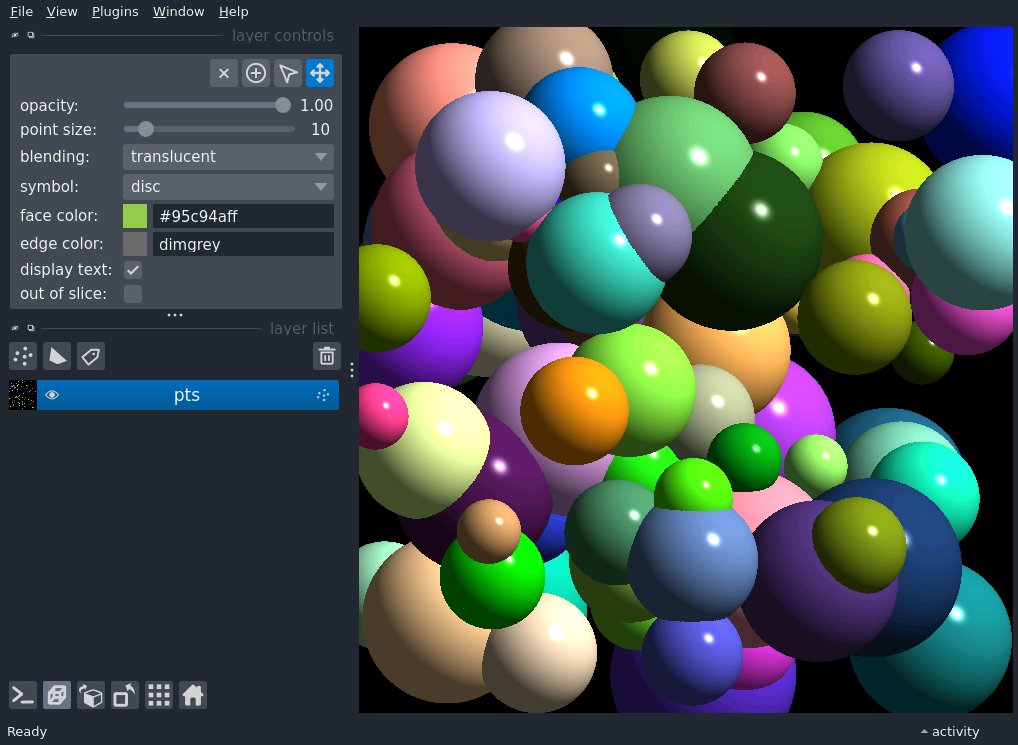 File View Plugins Window Help
layer controls
opacity: 1.00
point size: 10
blending: translucent
symbol: disc
face color: #95c94aff
edge color: dimgrey
display text:
out of slice:
layer list
pts
Ready activity